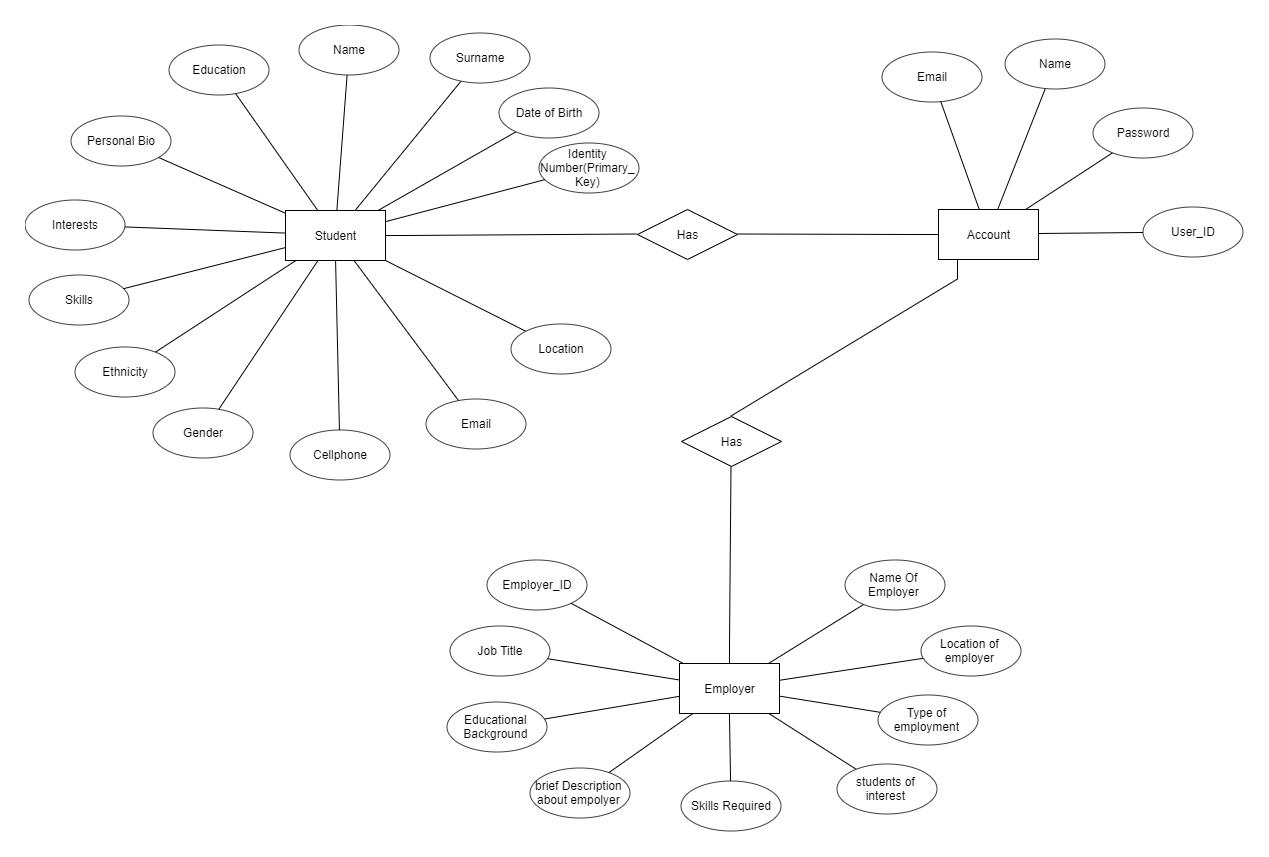 Name
Surname
Education
Date of Birth
Personal Bio
Identity
Number(Primary_
Key)
Interests
Student
Skills
Ethnicity
Gender
Cellphone
Email
Location
Has
Email
Name
Password
Account
User_ID
Has
Employer_ID
Name Of
Employer
Job Title
Location of
employer
Employer
Educational
Background
Type of
employment
brief Description
about empolyer
Skills Required
students of
interest